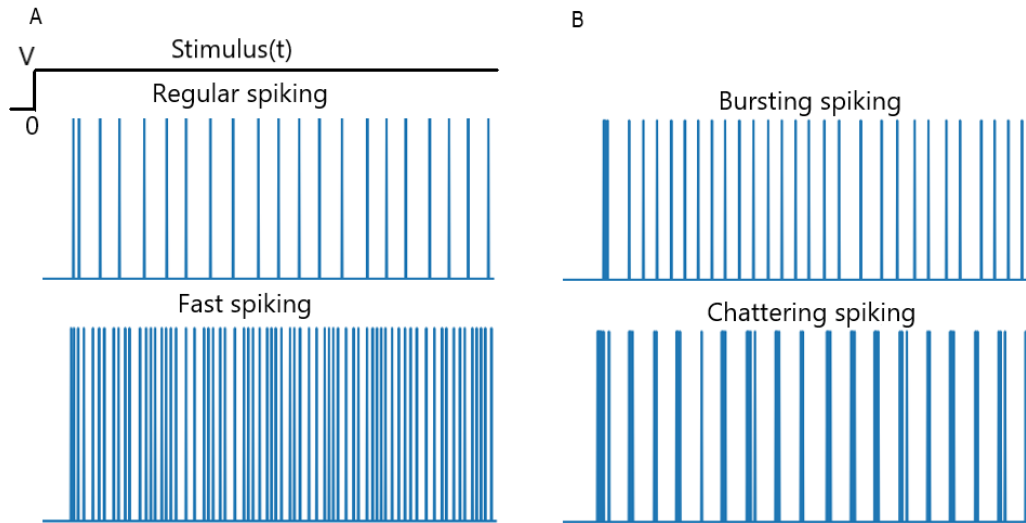 A
V
Stimulus(t)
Regular spiking
0
Fast spiking
B
Bursting spiking
Chattering spiking